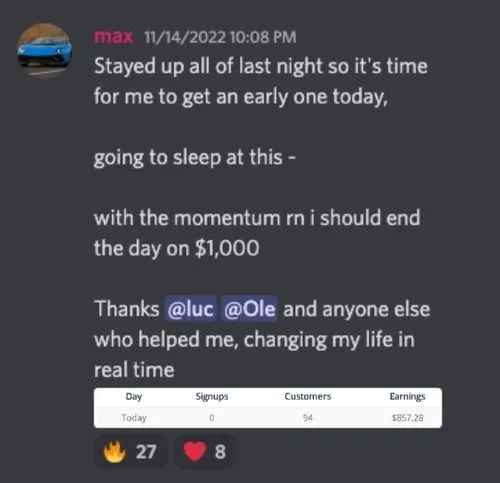 max 11/14/2022 10:08 PM
Stayed up all of last night so it's time
for me to get an early one today,
going to sleep at this -
with the momentum rn i should end
the day on $1,000
Thanks @luc @Ole and anyone else
who helped me, changing my life in
real time
Day Signups Customers Earnings
Today 0 94 $857.28
27 8